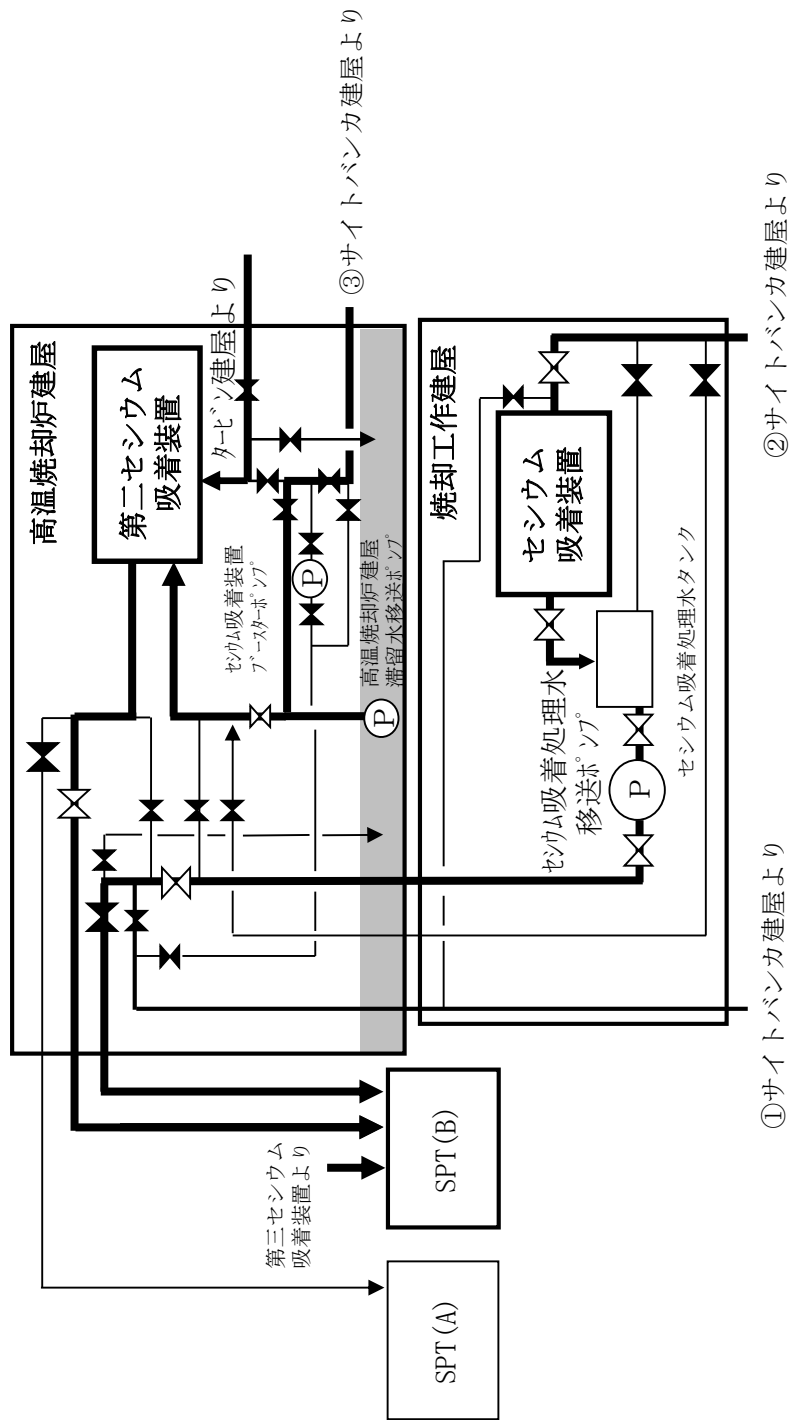 高温焼却炉建屋
第二セシウム
吸着装置
タービン建屋より
③サイトバンカ建屋より
セシウム吸着装置
ブースターポンプ
P
高温焼却炉建屋
滞留水移送ポンプ
P
焼却工作建屋
セシウム
吸着装置
②サイトバンカ建屋より
セシウム吸着処理水
移送ポンプ
P
セシウム吸着処理水タンク
①サイトバンカ建屋より
第三セシウム
吸着装置より
SPT(B)
SPT(A)